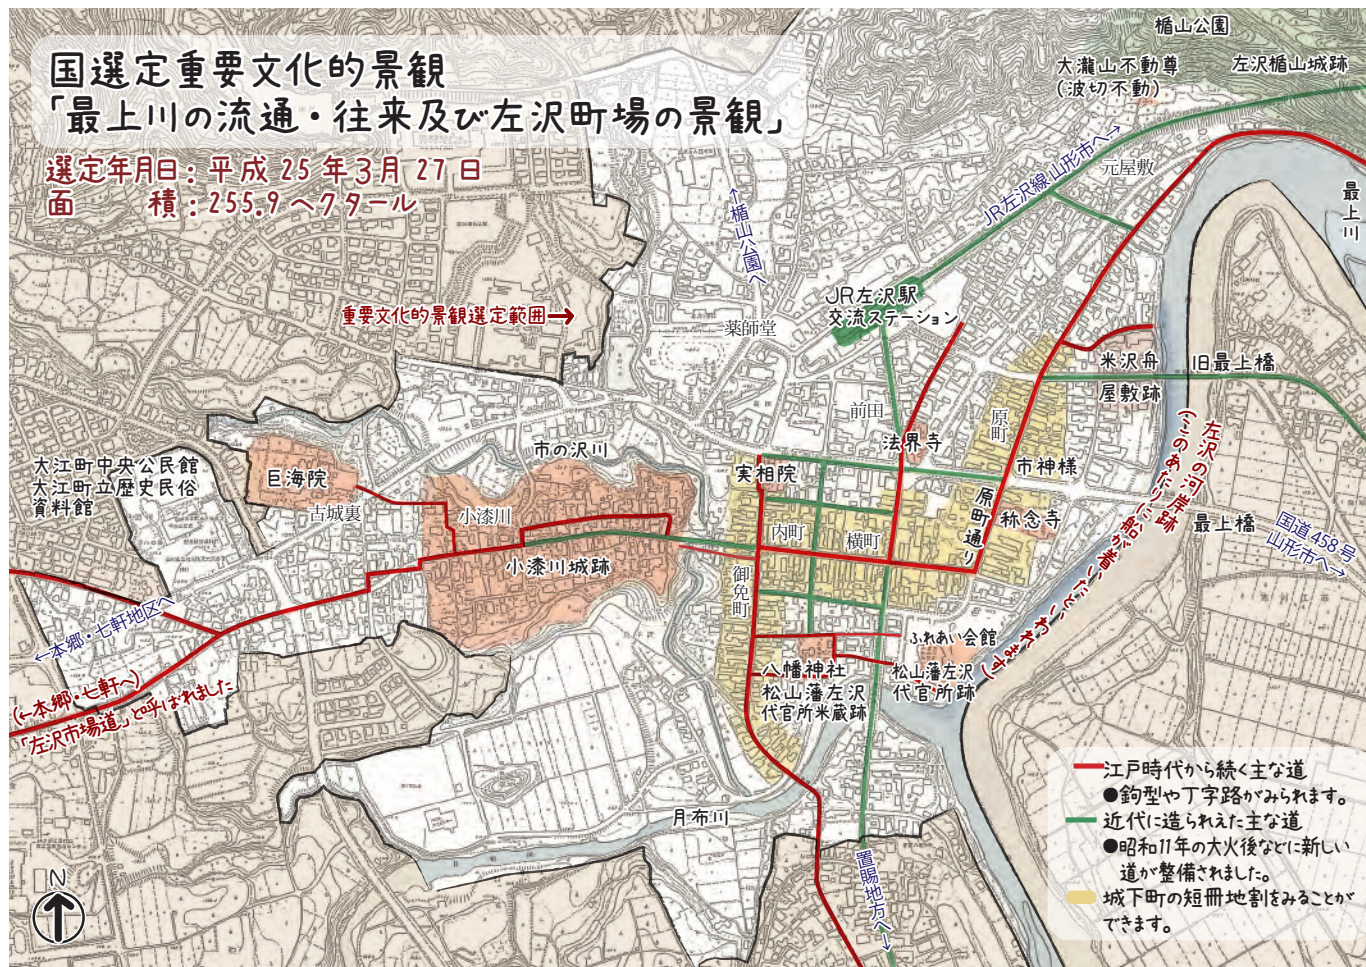 国選定重要文化的景観
「最上川の流通・往来及び左沢町場の景観」
選定年月日：平成25年3月27日
面　　積：255.9ヘクタール
楯山公園
大瀧山不動尊
(波切不動)
左沢楯山城跡
JR左沢線 山形市へ→
元屋敷
最上川
←楯山公園へ
重要文化的景観選定範囲→
JR左沢駅
交流ステーション
薬師堂
米沢舟
屋敷跡
旧最上橋
前田
原町
法界寺
市の沢川
実相院
市神様
大江町中央公民館
大江町立歴史民俗
資料館
巨海院
古城裏
小漆川
小漆川城跡
内町
横町
原町通り
称念寺
最上橋
国道458号
山形市へ→
左沢の河岸跡
(このあたりに船が着いたといわれます)
御免町
ふれあい会館
←本郷・七軒地区へ
(←本郷・七軒へ)
「左沢市場道」と呼ばれました
八幡神社
松山藩左沢
代官所米蔵跡
松山藩左沢
代官所跡
月布川
置賜地方へ→
N
江戸時代から続く主な道
●鉤型や丁字路がみられます。
近代に造られえた主な道
●昭和11年の大火後などに新しい
道が整備されました。
城下町の短冊地割をみることが
できます。